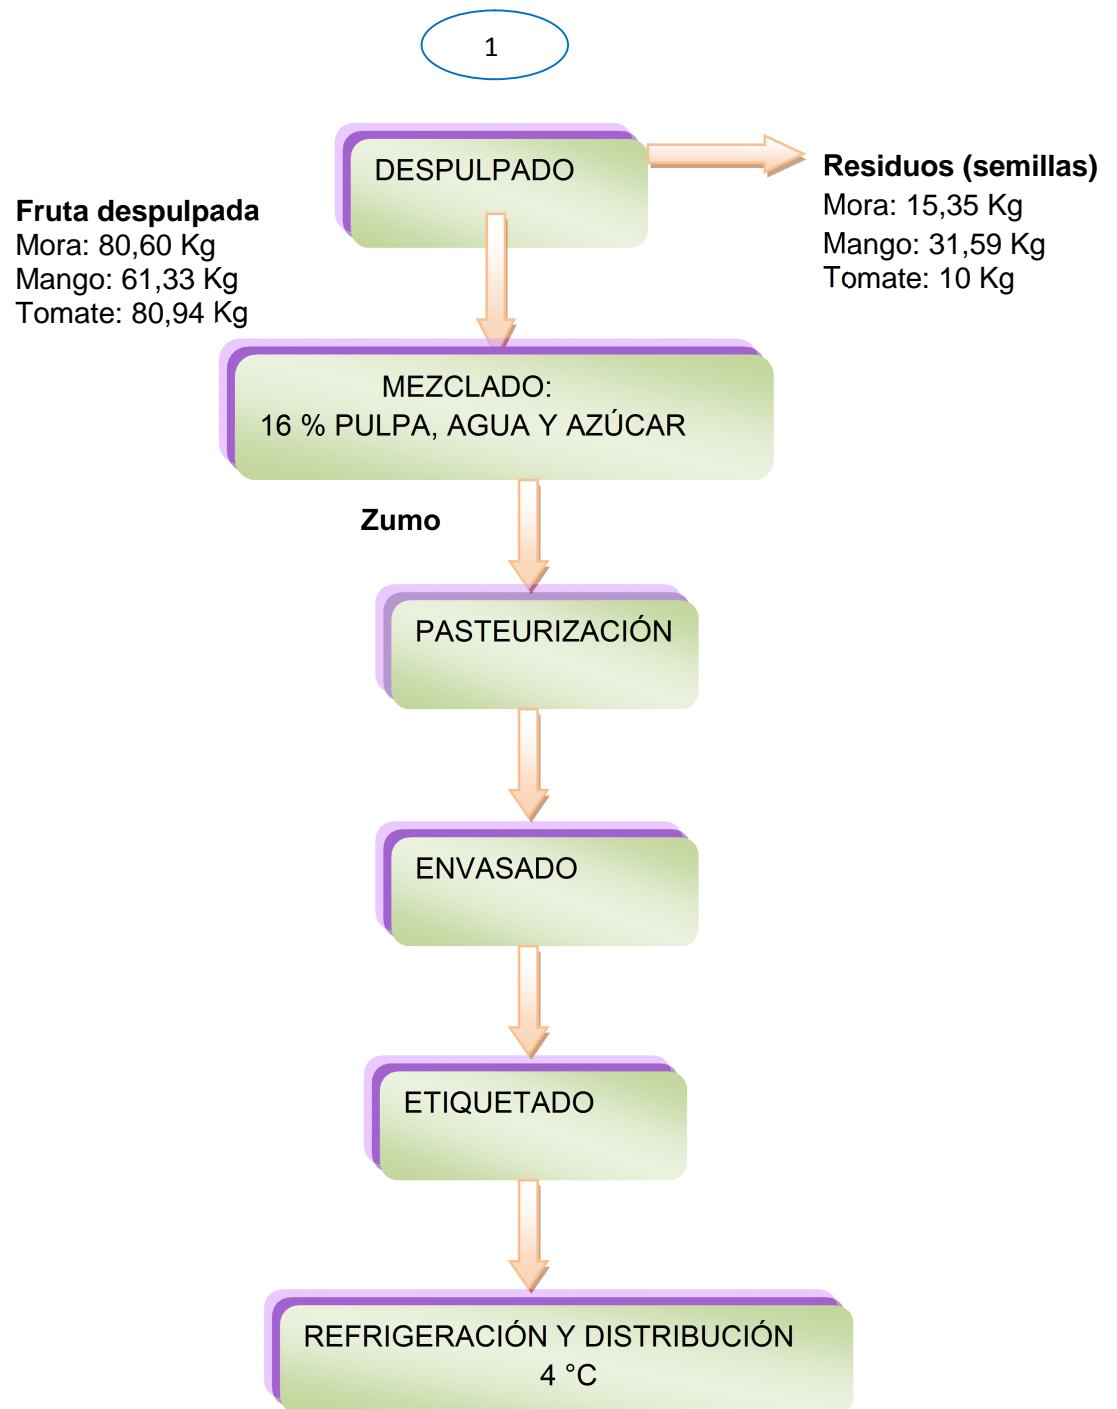 1
DESPULPADO
Residuos (semillas)
Mora: 15,35 Kg
Mango: 31,59 Kg
Tomate: 10 Kg
Fruta despulpada
Mora: 80,60 Kg
Mango: 61,33 Kg
Tomate: 80,94 Kg
MEZCLADO:
16 % PULPA, AGUA Y AZÚCAR
Zumo
PASTEURIZACIÓN
ENVASADO
ETIQUETADO
REFRIGERACIÓN Y DISTRIBUCIÓN
4 °C